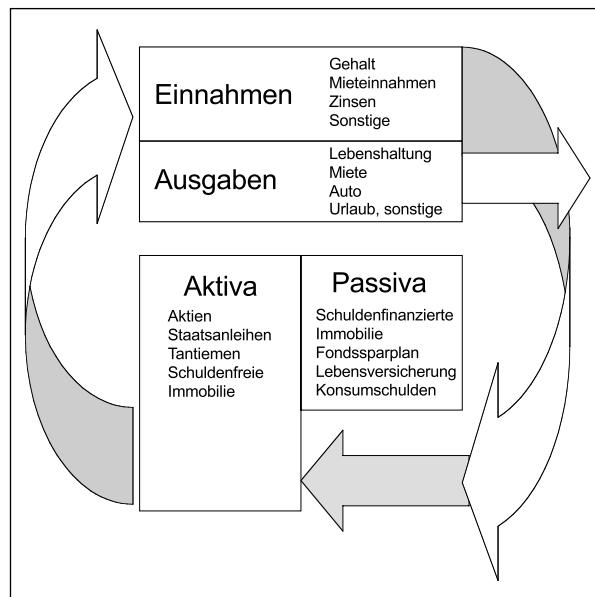 Einnahmen
Gehalt
Mieteinnahmen
Zinsen
Sonstige
Ausgaben
Lebenshaltung
Miete
Auto
Urlaub, sonstige
Aktiva
Aktien
Staatsanleihen
Tantiemen
Schuldenfreie
Immobilie
Passiva
Schuldenfinanzierte
Immobilie
Fondssparplan
Lebensversicherung
Konsumschulden